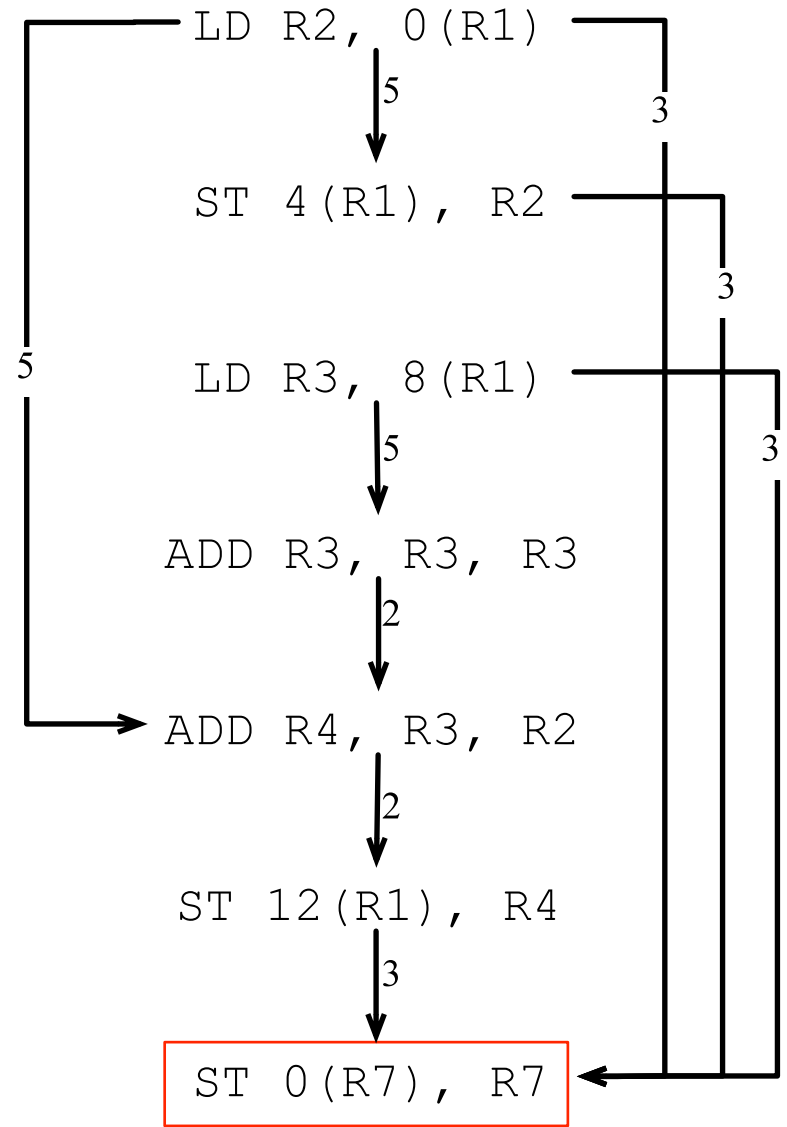 LD R2, 0(R1)
5
3
ST 4(R1), R2
3
5
LD R3, 8(R1)
5
3
ADD R3, R3, R3
2
ADD R4, R3, R2
2
ST 12(R1), R4
3
ST 0(R7), R7